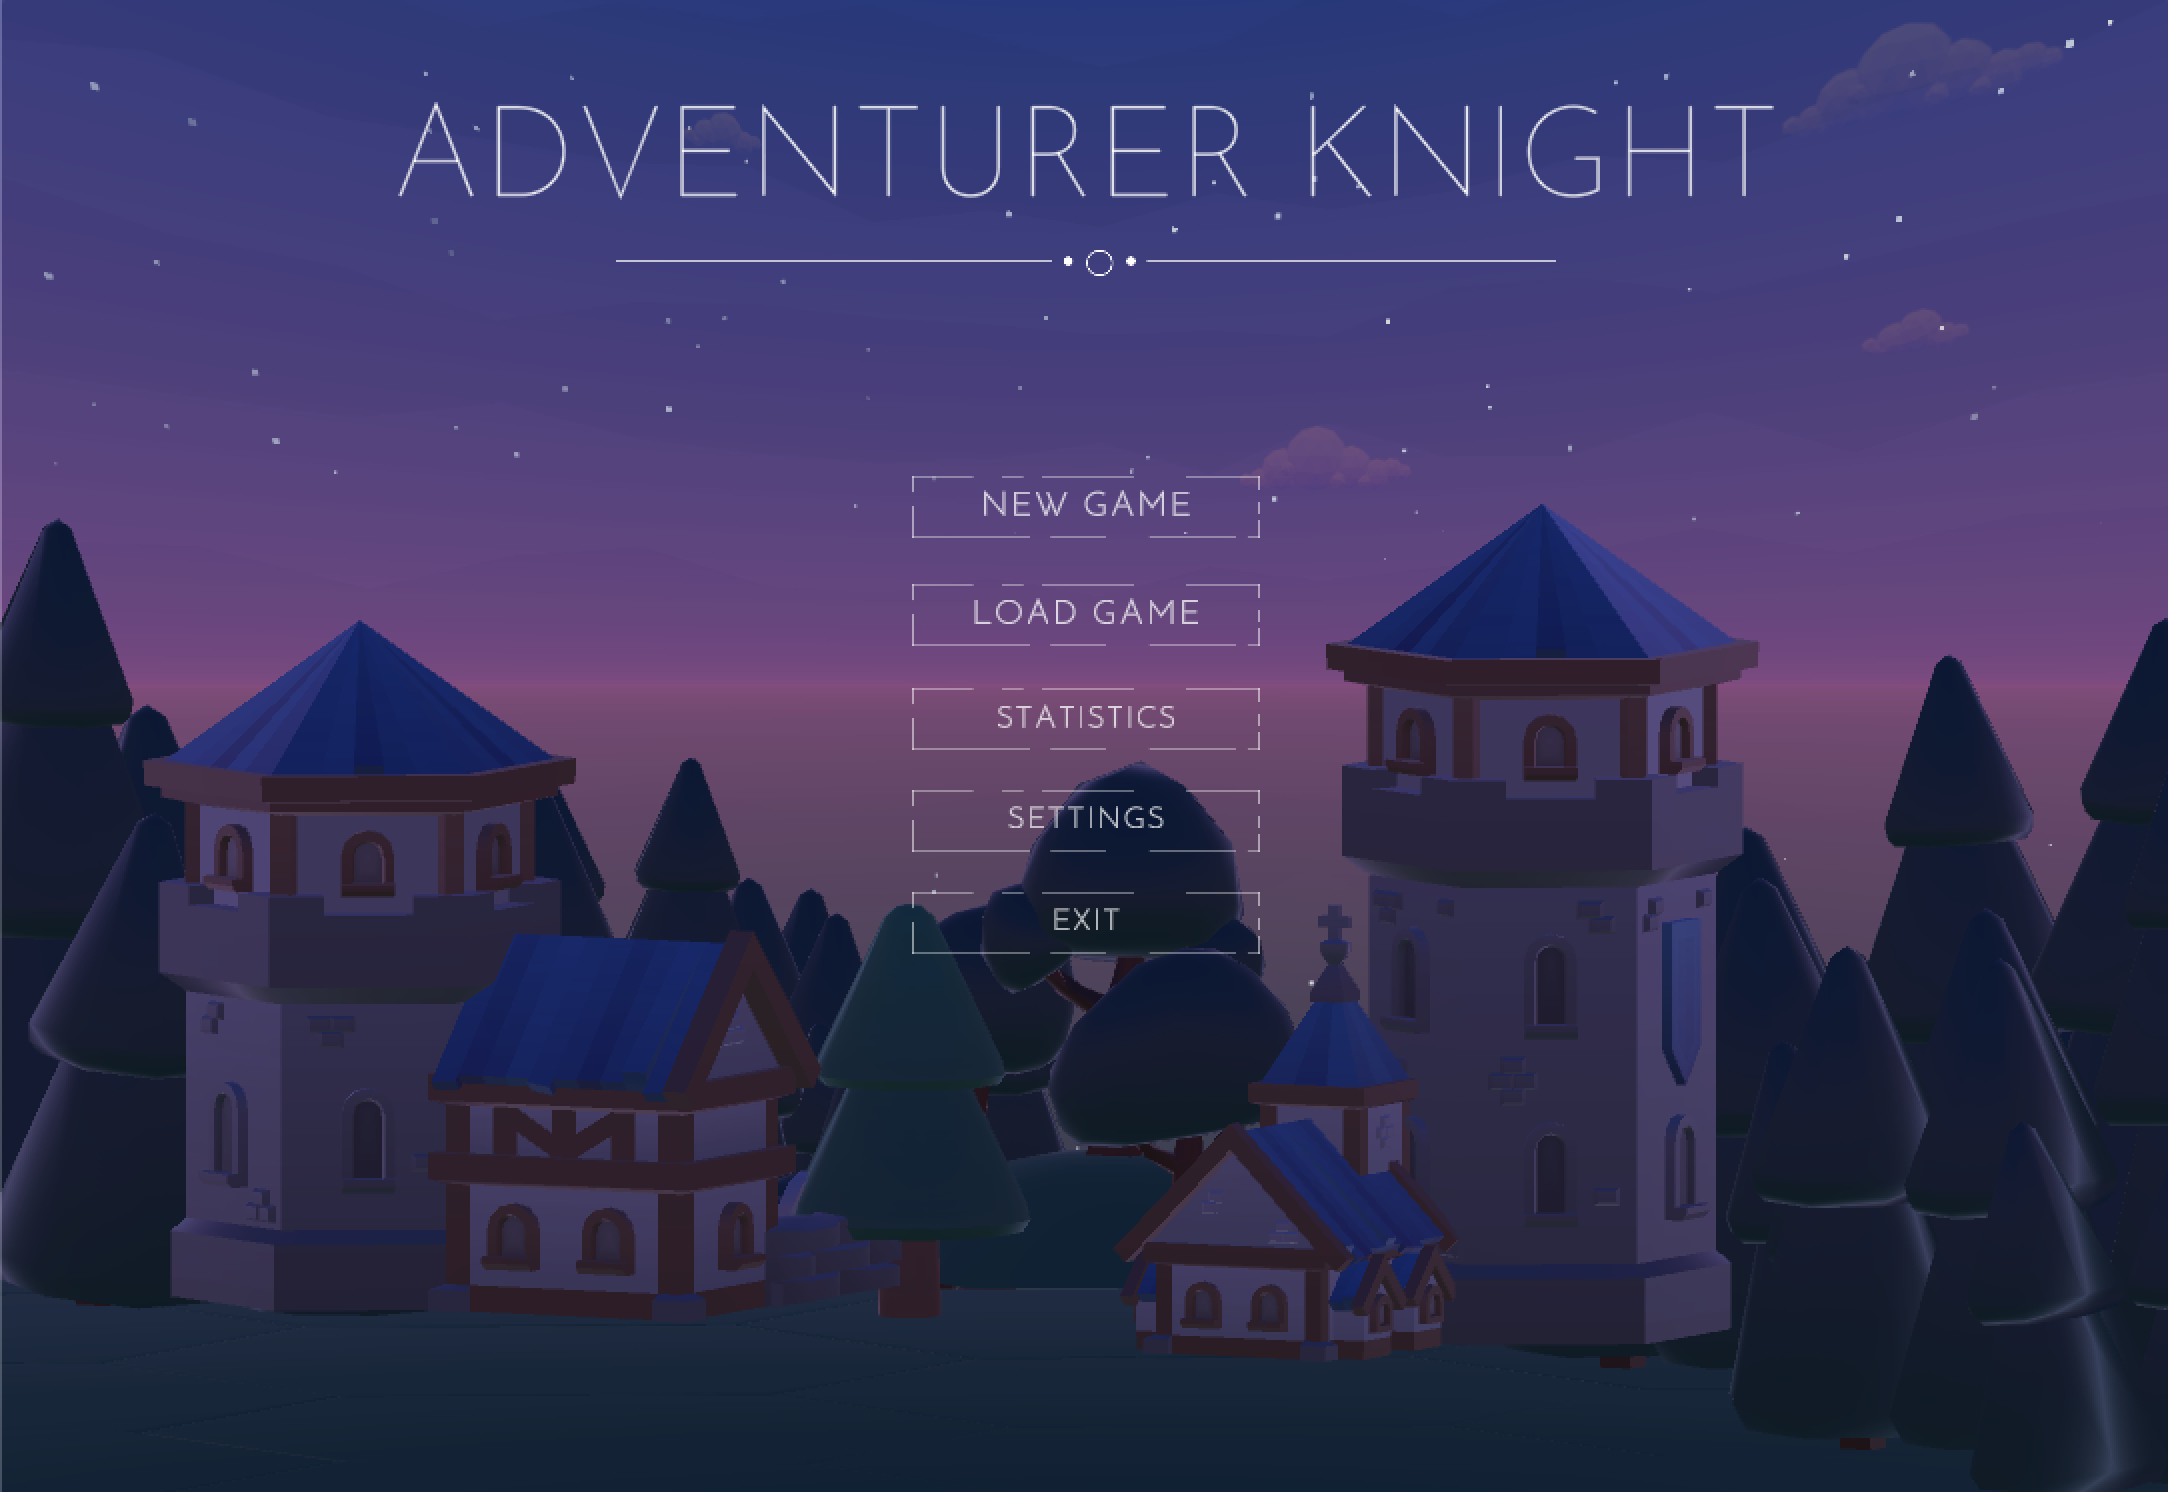 ADVENTURER KNIGHT
NEW GAME
LOAD GAME
STATISTICS
SETTINGS
EXIT